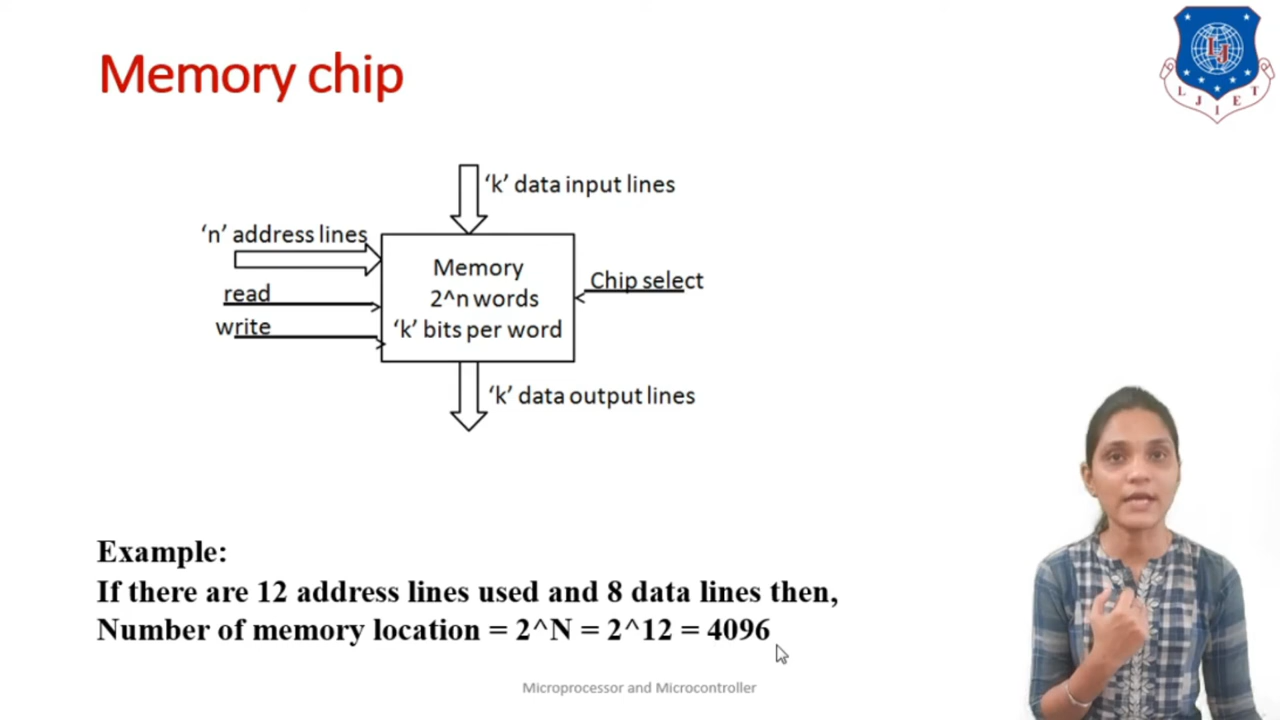 Memory chip
LJ
L J I E T
'k' data input lines
'n' address lines
read
write
Memory
2^n words
'k' bits per word
Chip select
'k' data output lines
Example:
If there are 12 address lines used and 8 data lines then,
Number of memory location = 2^N = 2^12 = 4096
Microprocessor and Microcontroller